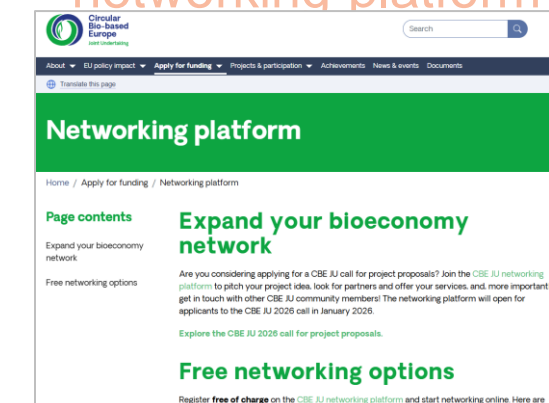 networking platform
Circular
Bio-based
Europe
Joint Undertaking
Search
About EU policy impact Apply for funding Projects & participation Achievements News & events Documents
Translate this page
Networking platform
Home / Apply for funding / Networking platform
Page contents
Expand your bioeconomy
network
Free networking options
Expand your bioeconomy
network
Are you considering applying for a CBE JU call for project proposals? Join the CBE JU networking
platform to pitch your project idea, look for partners and offer your services, and, more important
get in touch with other CBE JU community members! The networking platform will open for
applicants to the CBE JU 2026 call in January 2026.
Explore the CBE JU 2026 call for project proposals.
Free networking options
Register free of charge on the CBE JU networking platform and start networking online. Here are